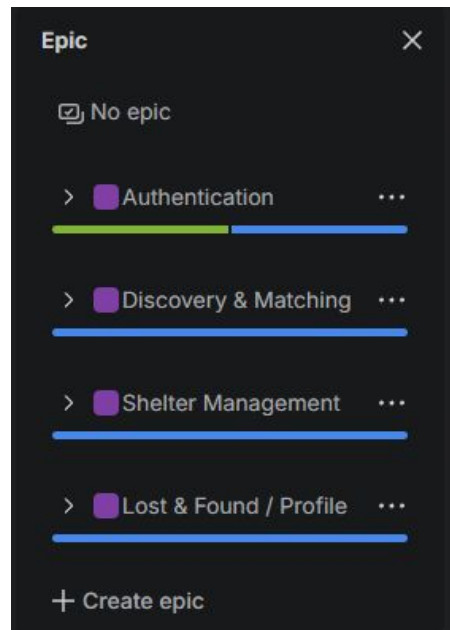 Epic
No epic
Authentication
Discovery & Matching
Shelter Management
Lost & Found / Profile
Create epic